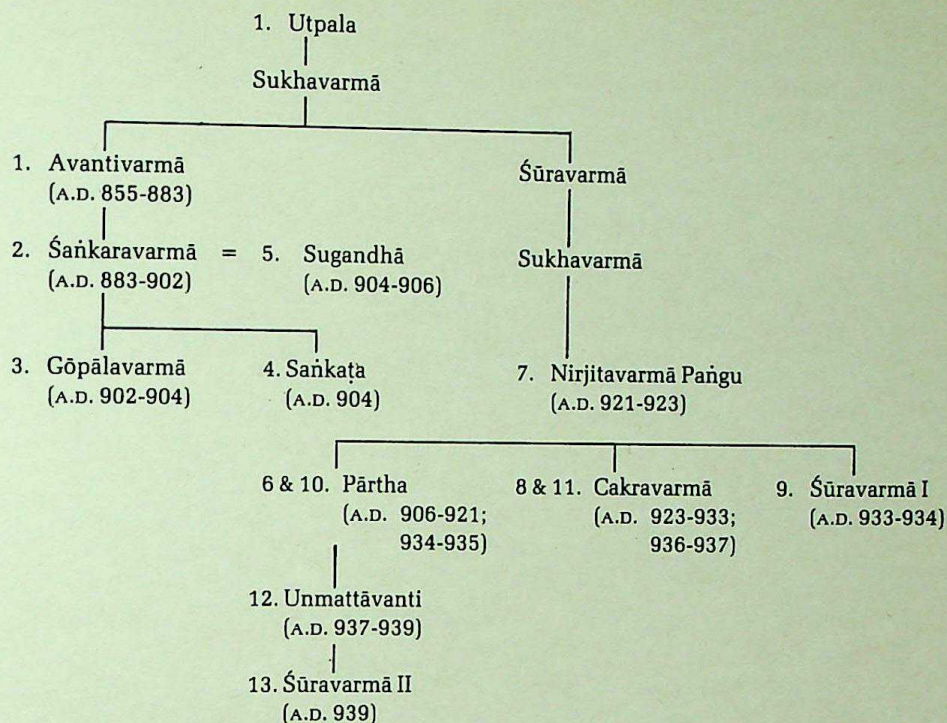 1. Utpala
Sukhavarmā
1. Avantivarmā
(A.D. 855-883)
Śūravarmā
2. Śaṅkaravarmā = 5. Sugandhā
(A.D. 883-902) (A.D. 904-906)
Sukhavarmā
3. Gōpālavarmā
(A.D. 902-904)
4. Saṅkaṭa
(A.D. 904)
7. Nirjitavarmā Paṅgu
(A.D. 921-923)
6 & 10. Pārtha
(A.D. 906-921;
934-935)
8 & 11. Cakravarmā
(A.D. 923-933;
936-937)
9. Śūravarmā I
(A.D. 933-934)
12. Unmattāvanti
(A.D. 937-939)
13. Śūravarmā II
(A.D. 939)